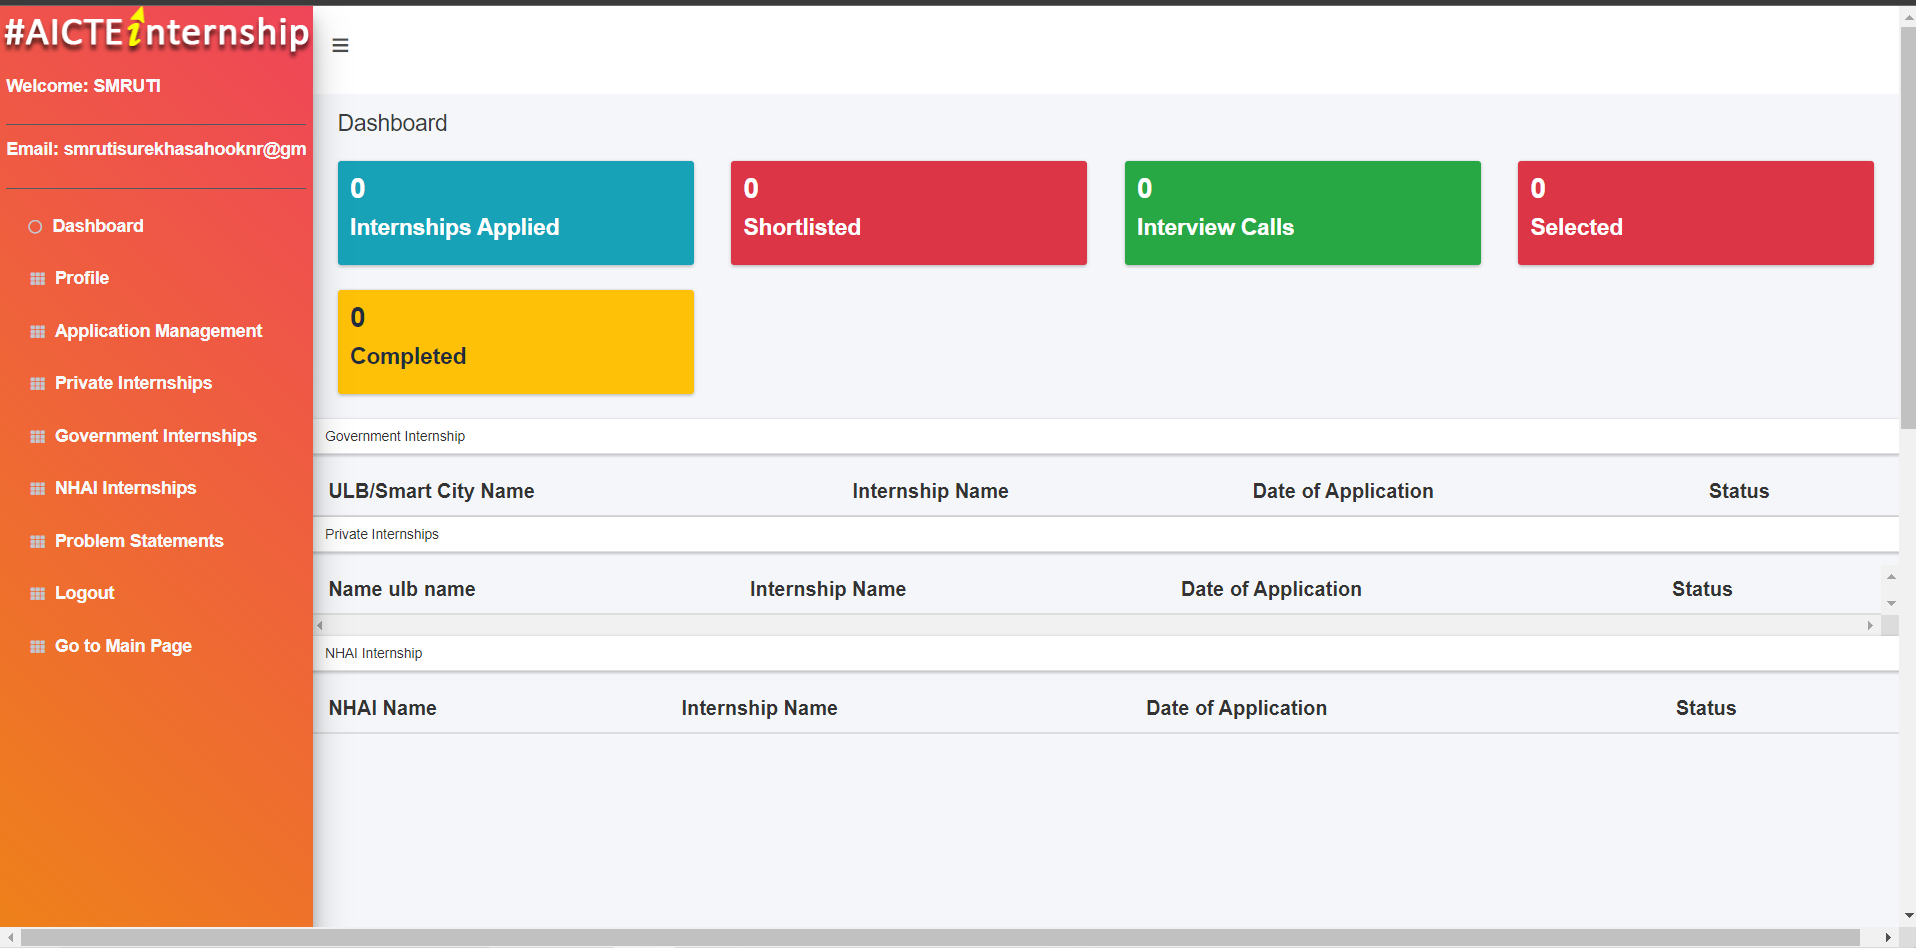 #AICTEinternship
Welcome: SMRUTI
Email: smrutisurekhasahooknr@gm
Dashboard
Profile
Application Management
Private Internships
Government Internships
NHAI Internships
Problem Statements
Logout
Go to Main Page
Dashboard
0
Internships Applied
0
Shortlisted
0
Interview Calls
0
Selected
0
Completed
Government Internship
ULB/Smart City Name Internship Name Date of Application Status
Private Internships
Name ulb name Internship Name Date of Application Status
NHAI Internship
NHAI Name Internship Name Date of Application Status